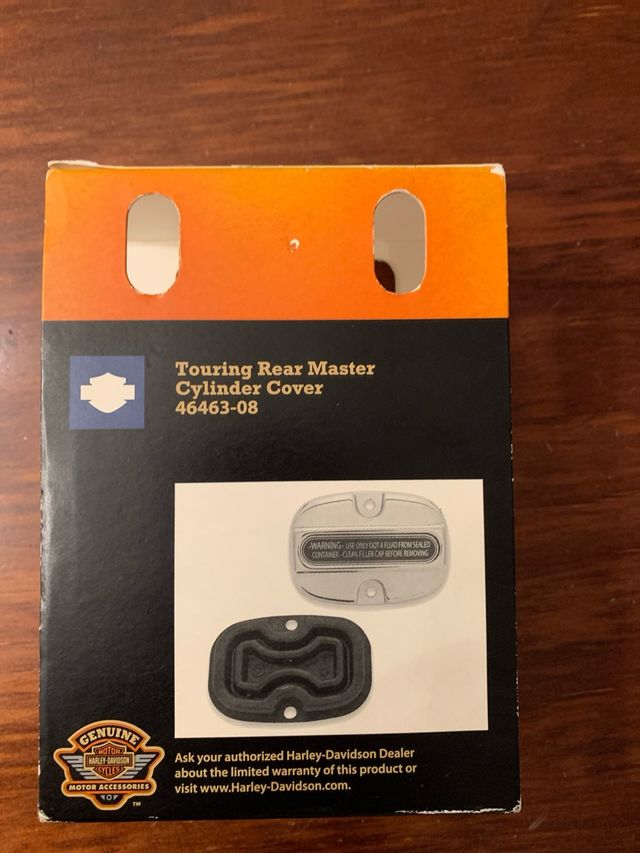 Touring Rear Master
Cylinder Cover
46463-08
WARNING - USE ONLY DOT 4 FLUID FROM SEALED
CONTAINER - CLEAN FILLER CAP BEFORE REMOVING
GENUINE
MOTOR
HARLEY-DAVIDSON
CYCLES
MOTOR ACCESSORIES
TM
Ask your authorized Harley-Davidson Dealer
about the limited warranty of this product or
visit www.Harley-Davidson.com.